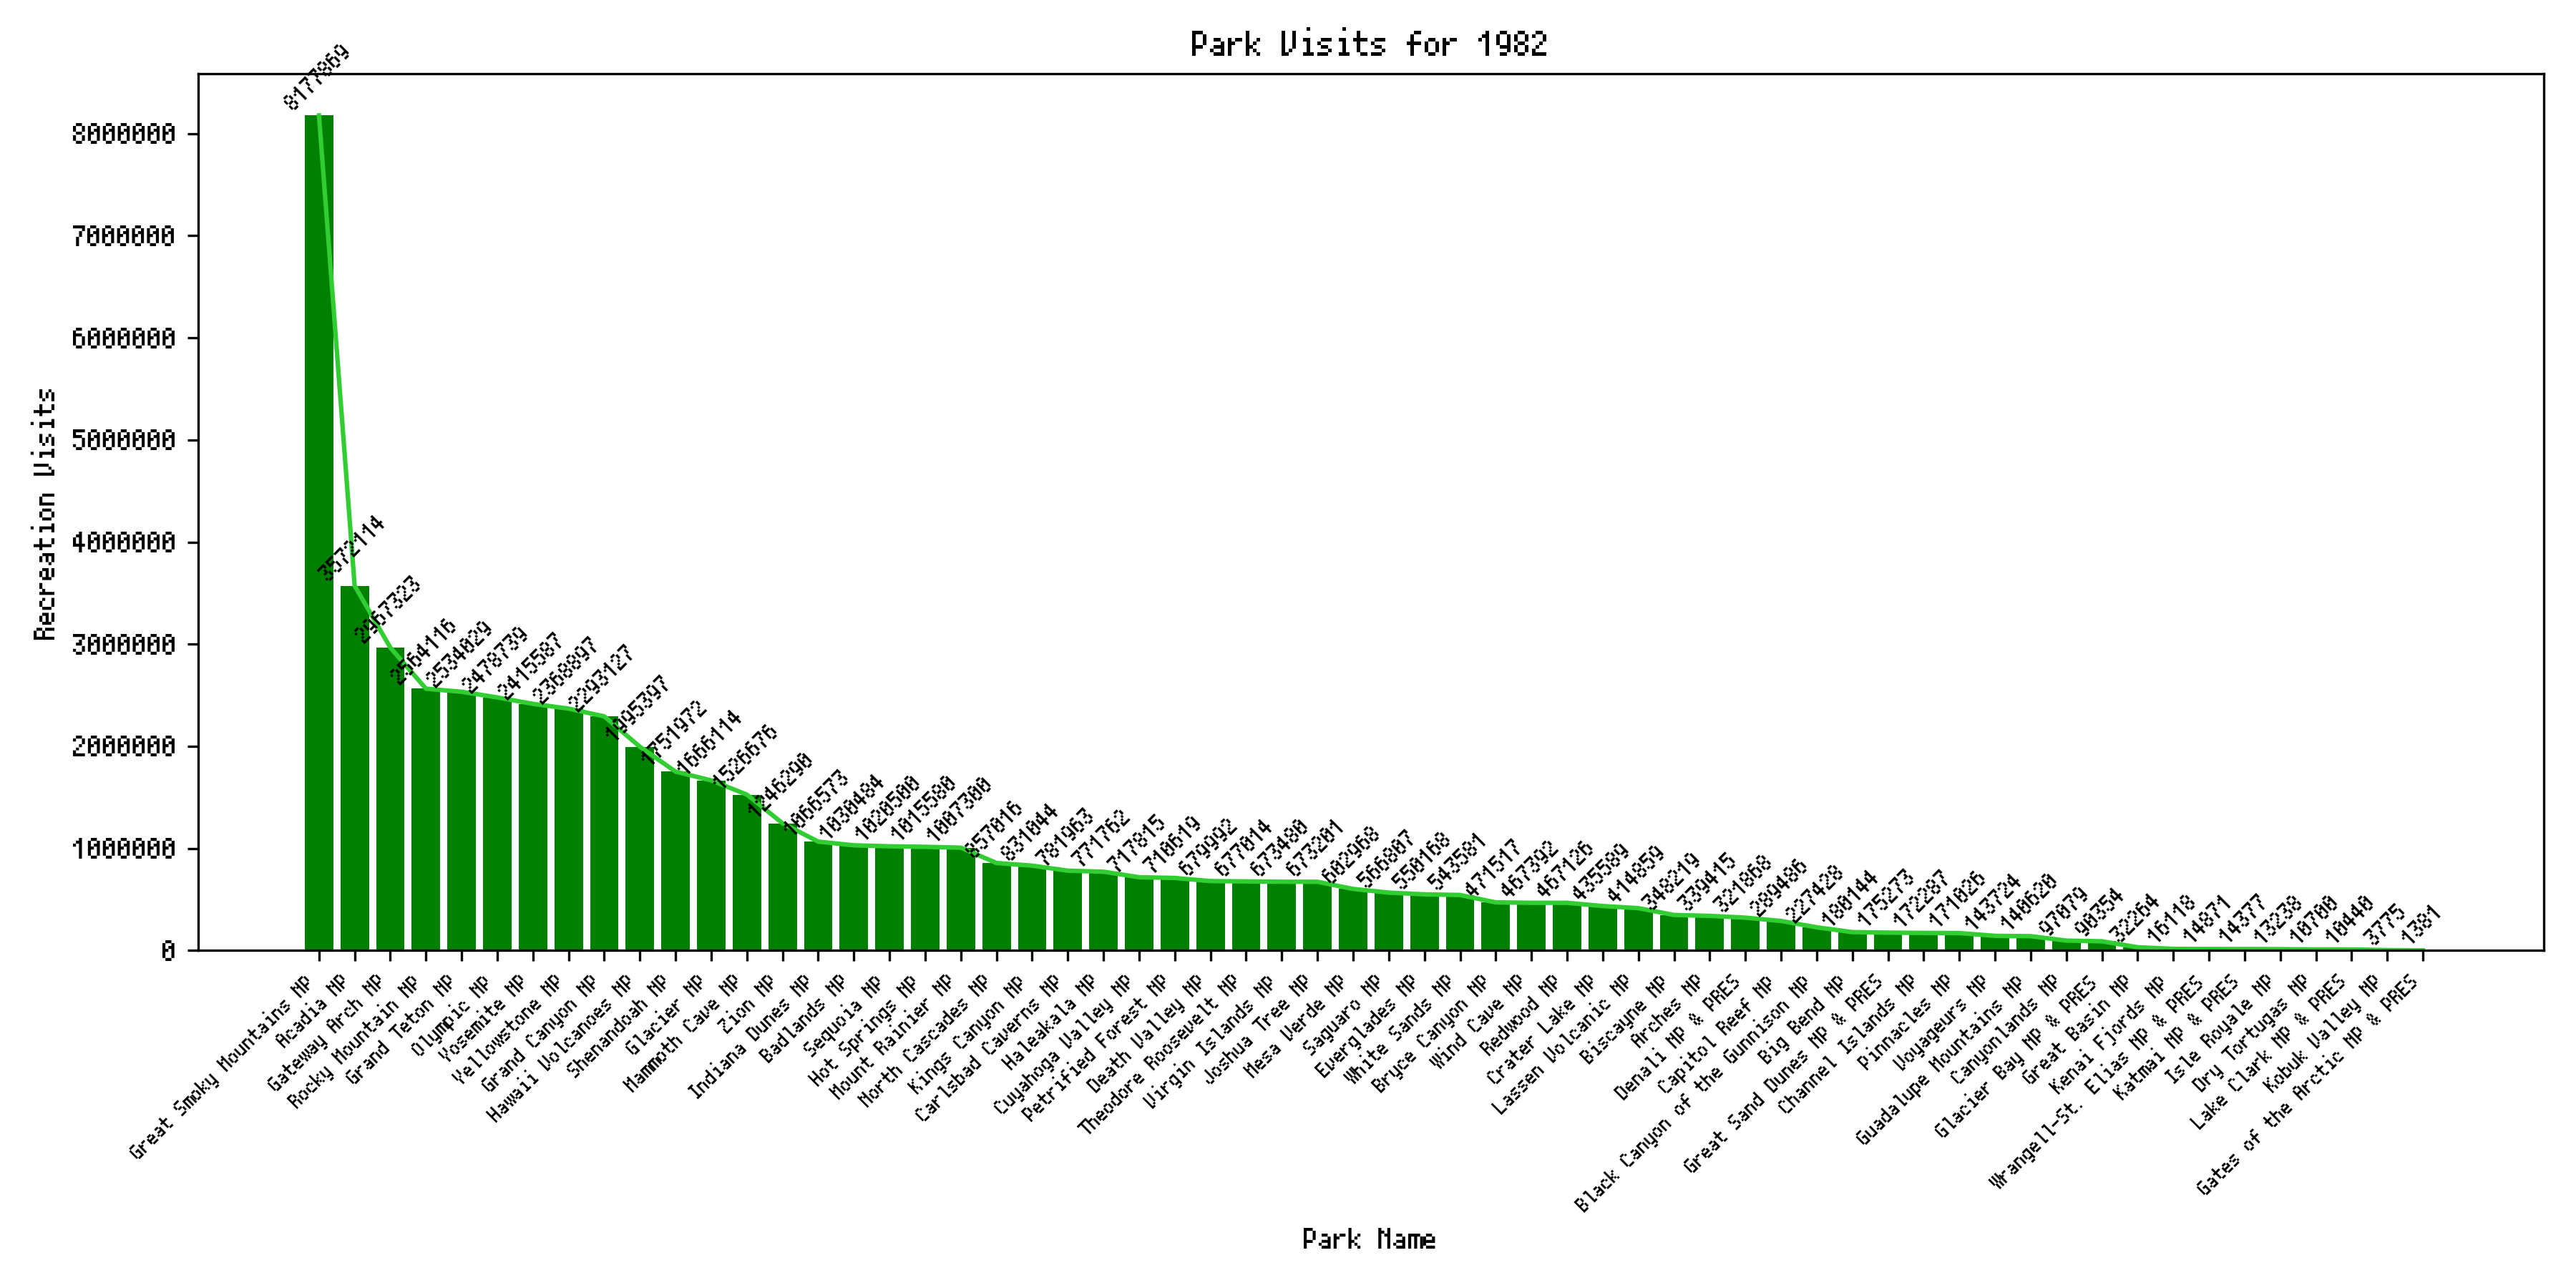 Park Visits for 1982
Recreation Visits
8000000
7000000
6000000
5000000
4000000
3000000
2000000
1000000
0
8177869
3572114
2967323
2564116
2534029
2478739
2415587
2368897
2293127
1995397
1751972
1666114
1526676
1246290
1066573
1030484
1020500
1015580
1007300
857016
831044
781963
771762
717815
710619
679992
677014
673480
673201
602968
566807
550168
543581
471517
467392
467126
435589
414859
348219
339415
321868
289486
227428
180144
175273
172287
171026
143724
140620
97079
90354
32264
16118
14871
14377
13238
10700
10440
3775
1381
Great Smoky Mountains NP
Acadia NP
Gateway Arch NP
Rocky Mountain NP
Grand Teton NP
Olympic NP
Yosemite NP
Yellowstone NP
Grand Canyon NP
Hawaii Volcanoes NP
Shenandoah NP
Glacier NP
Mammoth Cave NP
Zion NP
Indiana Dunes NP
Badlands NP
Sequoia NP
Hot Springs NP
Mount Rainier NP
North Cascades NP
Kings Canyon NP
Carlsbad Caverns NP
Haleakala NP
Cuyahoga Valley NP
Petrified Forest NP
Death Valley NP
Theodore Roosevelt NP
Virgin Islands NP
Joshua Tree NP
Mesa Verde NP
Saguaro NP
Everglades NP
White Sands NP
Bryce Canyon NP
Wind Cave NP
Redwood NP
Crater Lake NP
Lassen Volcanic NP
Biscayne NP
Arches NP
Denali NP & PRES
Capitol Reef NP
Black Canyon of the Gunnison NP
Big Bend NP
Great Sand Dunes NP & PRES
Channel Islands NP
Pinnacles NP
Voyageurs NP
Guadalupe Mountains NP
Canyonlands NP
Glacier Bay NP & PRES
Great Basin NP
Kenai Fjords NP
Wrangell-St. Elias NP & PRES
Katmai NP & PRES
Isle Royale NP
Dry Tortugas NP
Lake Clark NP & PRES
Kobuk Valley NP
Gates of the Arctic NP & PRES
Park Name